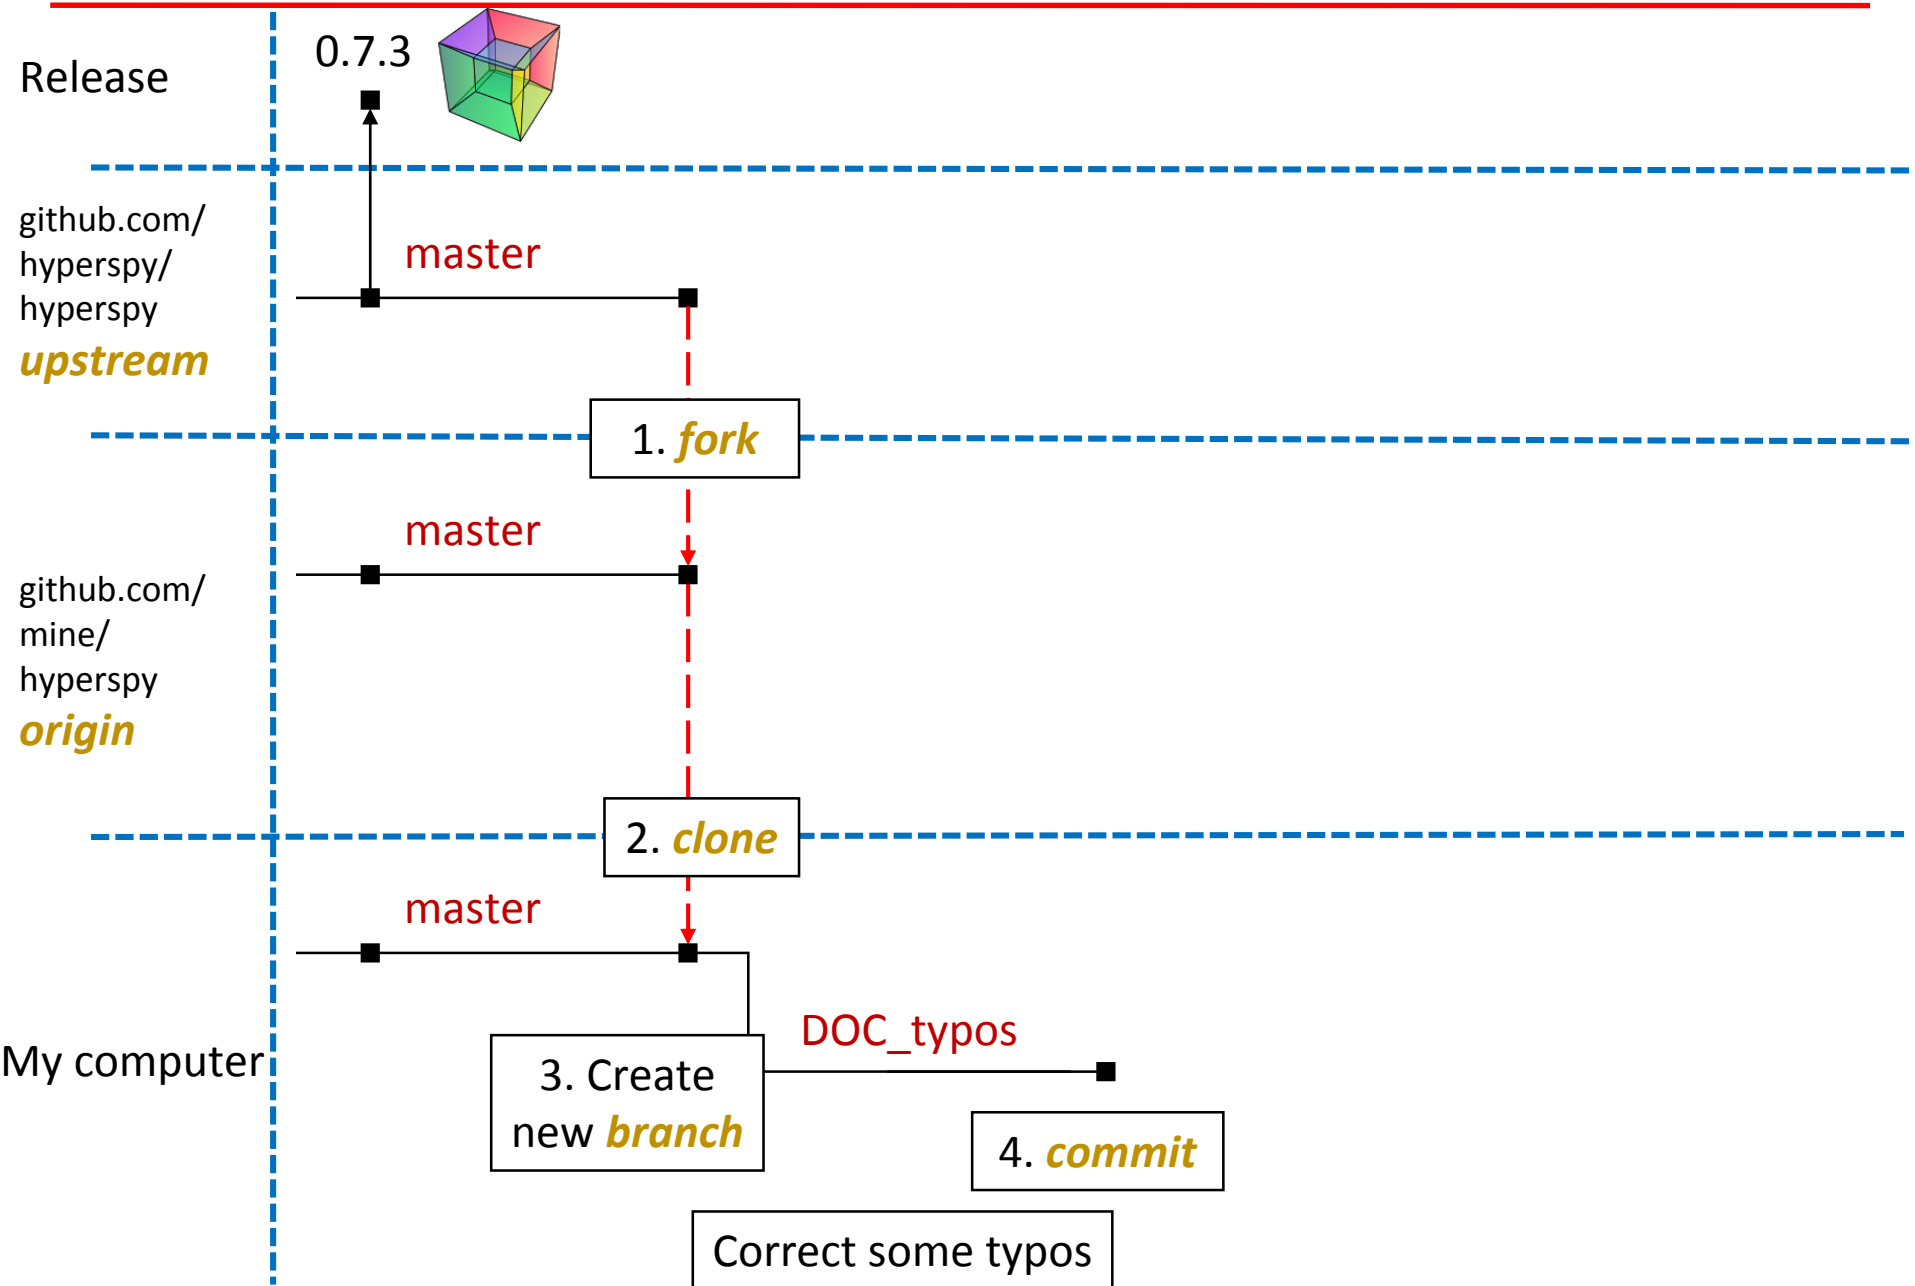 Release
0.7.3
github.com/
hyperspy/
hyperspy
upstream
master
1. fork
master
github.com/
mine/
hyperspy
origin
2. clone
master
My computer
3. Create
new branch
DOC_typos
4. commit
Correct some typos